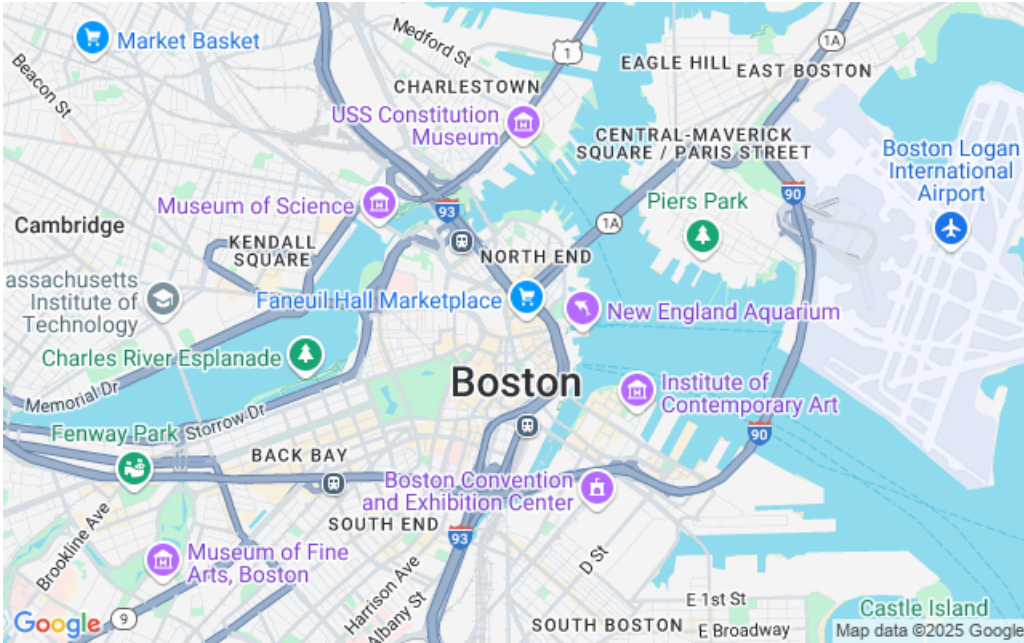 Market Basket
Beacon St
Medford St
1
1A
CHARLESTOWN
EAGLE HILL
EAST BOSTON
USS Constitution
Museum
CENTRAL-MAVERICK
SQUARE / PARIS STREET
Boston Logan
International
Airport
90
Museum of Science
93
Piers Park
1A
Cambridge
KENDALL
SQUARE
NORTH END
assachusetts
Institute of
Technology
Faneuil Hall Marketplace
New England Aquarium
Charles River Esplanade
Boston
Institute of
Contemporary Art
Memorial Dr
Storrow Dr
Fenway Park
90
BACK BAY
Boston Convention
and Exhibition Center
SOUTH END
93
Brookline Ave
Museum of Fine
Arts, Boston
Harrison Ave
Albany St
D St
E 1st St
Castle Island
Google
9
SOUTH BOSTON
E Broadway
Map data ©2025 Google